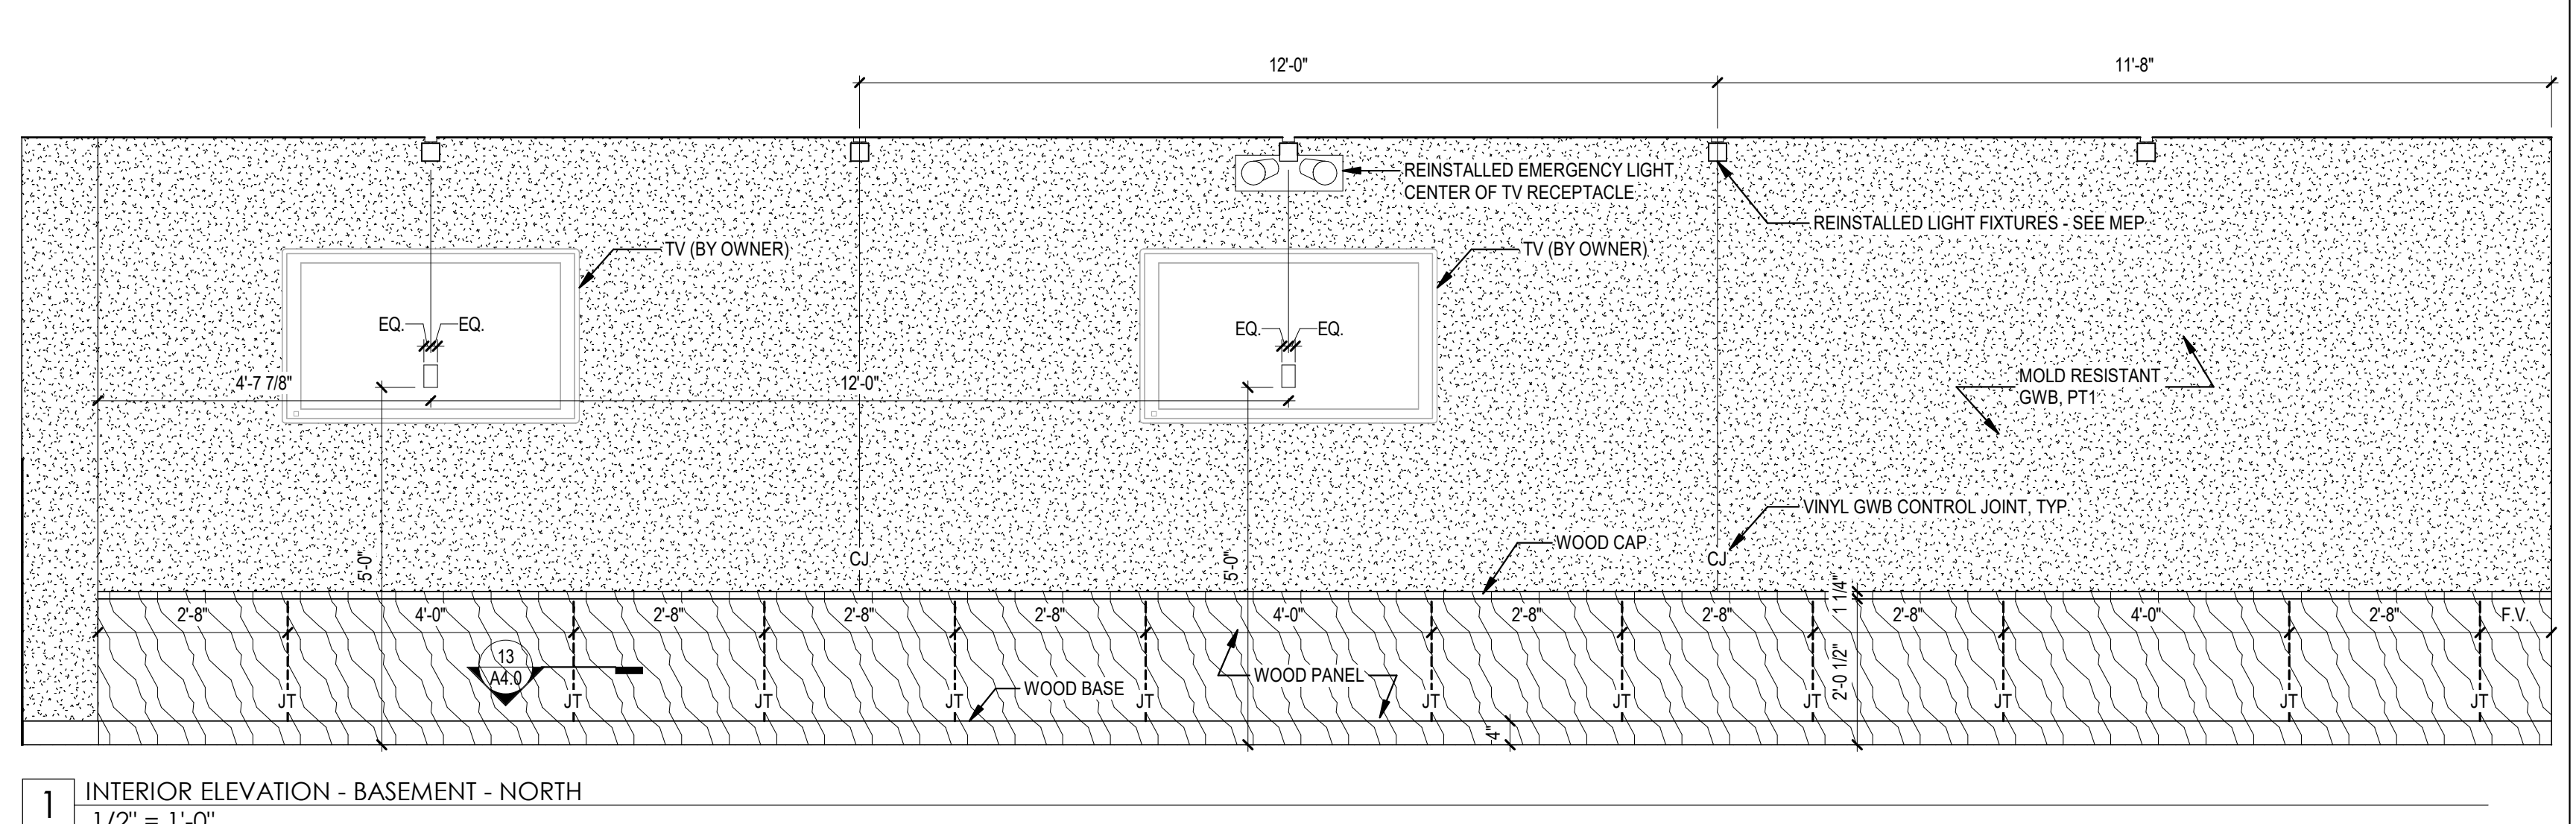 12'-0"
11'-8"
REINSTALLED EMERGENCY LIGHT
CENTER OF TV RECEPTACLE
REINSTALLED LIGHT FIXTURES - SEE MEP
TV (BY OWNER)
TV (BY OWNER)
EQ. EQ.
EQ. EQ.
4'-7 7/8"
12'-0"
MOLD RESISTANT
GWB, PT1
VINYL GWB CONTROL JOINT, TYP.
WOOD CAP
CJ
CJ
5'-0"
5'-0"
1 1/4"
2'-8" 4'-0" 2'-8" 2'-8" 2'-8" 4'-0" 2'-8" 2'-8" 2'-8" 4'-0" 2'-8" F.V.
13
A4.0
WOOD BASE
WOOD PANEL
2'-0 1/2"
JT JT JT JT JT JT JT JT JT JT JT
4"
1 INTERIOR ELEVATION - BASEMENT - NORTH
1/2" = 1'-0"